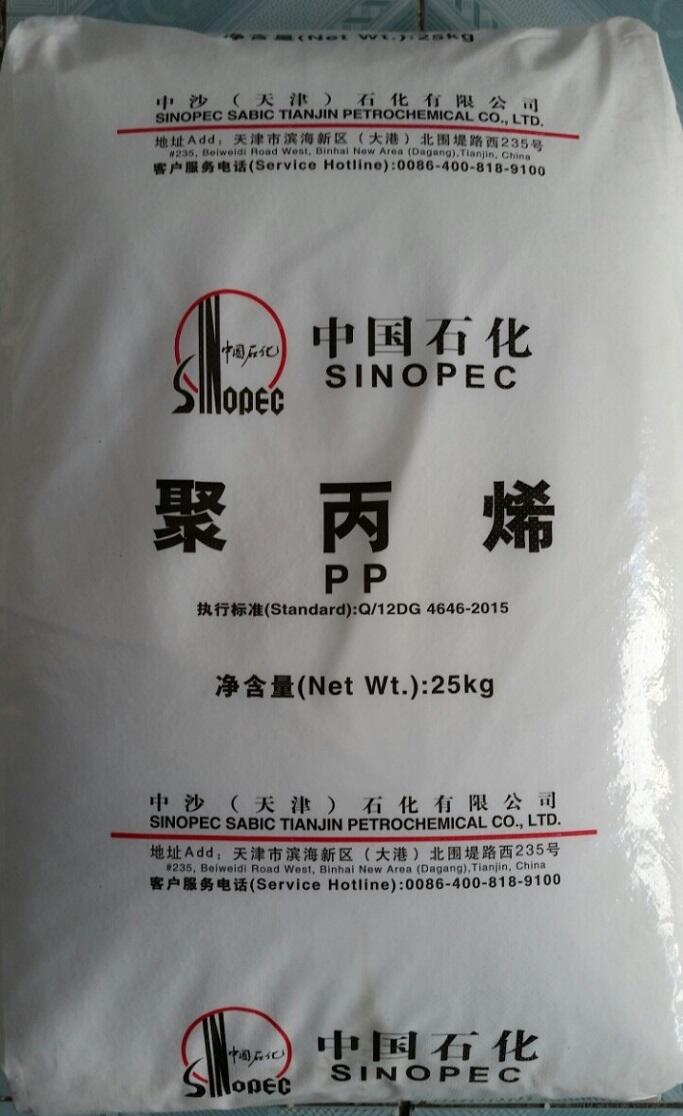 净含量(Net Wt.):25kg
中沙（天津）石化有限公司
SINOPEC SABIC TIANJIN PETROCHEMICAL CO., LTD.
地址Add：天津市滨海新区（大港）北围堤路西235号
#235, Beiweidi Road West, Binhai New Area (Dagang),Tianjin, China
客户服务电话(Service Hotline):0086-400-818-9100
中国石化
SINOPEC
中国石化
SINOPEC
聚丙烯
PP
执行标准(Standard):Q/12DG 4646-2015
净含量(Net Wt.):25kg
中沙（天津）石化有限公司
SINOPEC SABIC TIANJIN PETROCHEMICAL CO., LTD.
地址Add：天津市滨海新区（大港）北围堤路西235号
#235, Beiweidi Road West, Binhai New Area (Dagang),Tianjin, China
客户服务电话(Service Hotline):0086-400-818-9100
中国石化
SINOPEC
中国石化
SINOPEC